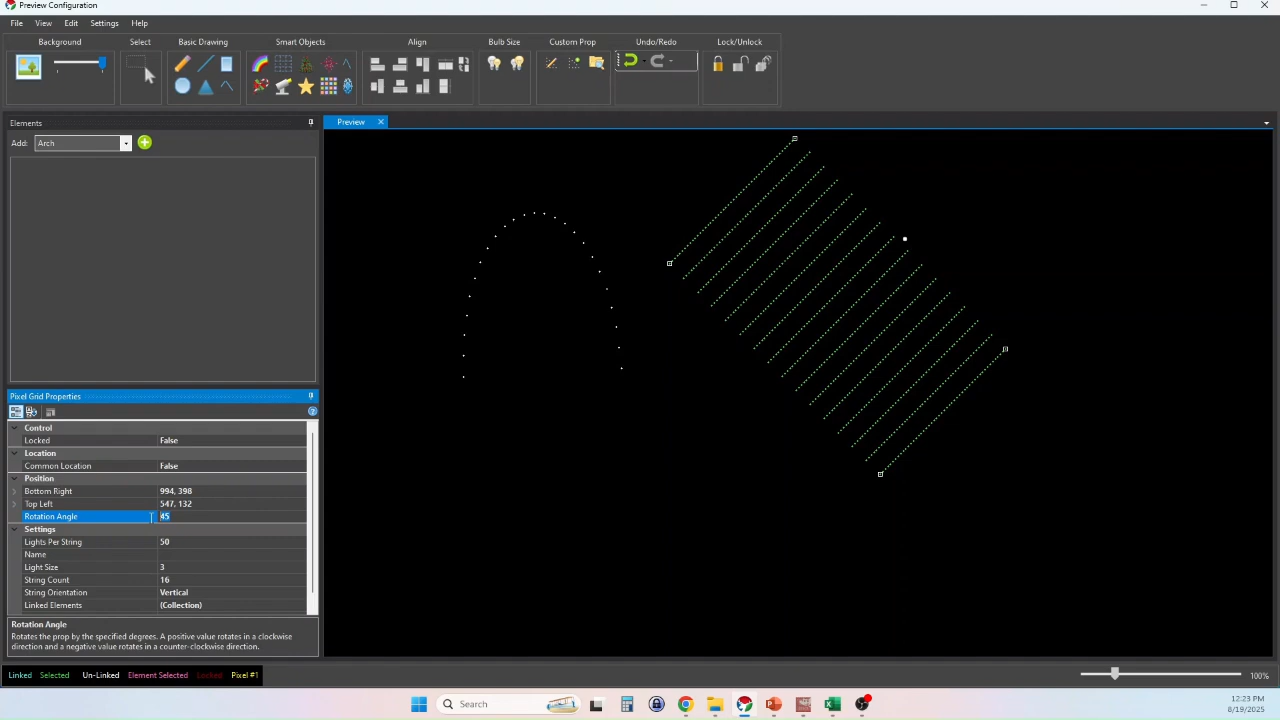 Preview Configuration
File View Edit Settings Help
Background Select Basic Drawing Smart Objects Align Bulb Size Custom Prop Undo/Redo Lock/Unlock
Elements
Add: Arch
Preview
Pixel Grid Properties
Control
Locked False
Location
Common Location False
Position
Bottom Right 994, 398
Top Left 547, 132
Rotation Angle 45
Settings
Lights Per String 50
Name
Light Size 3
String Count 16
String Orientation Vertical
Linked Elements (Collection)
Rotation Angle
Rotates the prop by the specified degrees. A positive value rotates in a clockwise
direction and a negative value rotates in a counter-clockwise direction.
Linked Selected Un-Linked Element Selected Locked Pixel #1
100%
Search
12:23 PM
8/19/2025